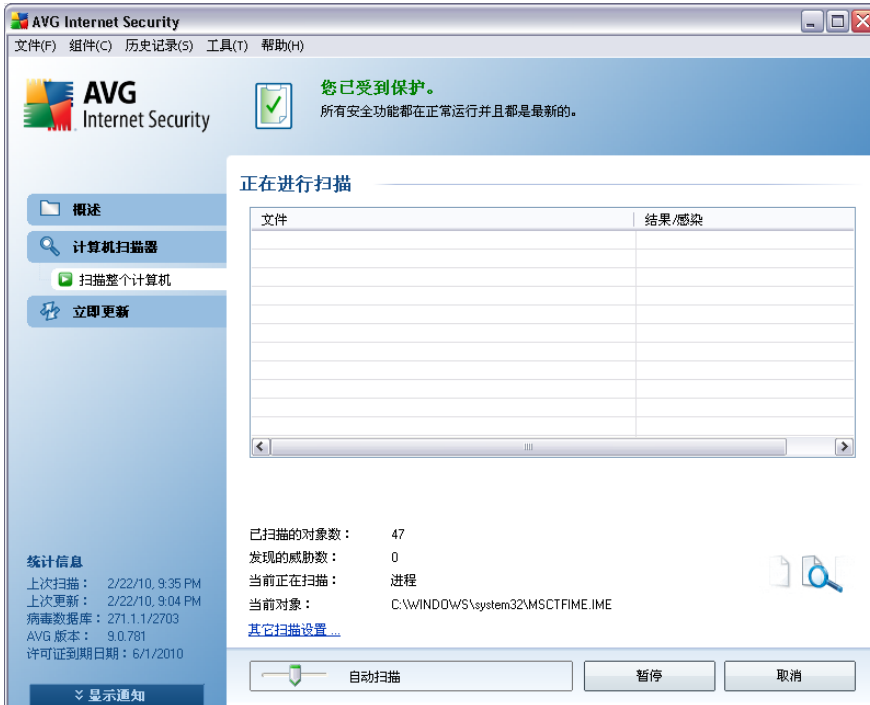 AVG Internet Security
文件(F) 组件(C) 历史记录(S) 工具(T) 帮助(H)
AVG
Internet Security
您已受到保护。
所有安全功能都在正常运行并且都是最新的。
概述
计算机扫描器
扫描整个计算机
立即更新
正在进行扫描
文件 结果/感染
已扫描的对象数： 47
发现的威胁数： 0
当前正在扫描： 进程
当前对象： C:\WINDOWS\system32\MSCTFIME.IME
其它扫描设置 ...
统计信息
上次扫描： 2/22/10, 9:35 PM
上次更新： 2/22/10, 9:04 PM
病毒数据库： 271.1.1/2703
AVG 版本： 9.0.781
许可证到期日期： 6/1/2010
显示通知
自动扫描 暂停 取消